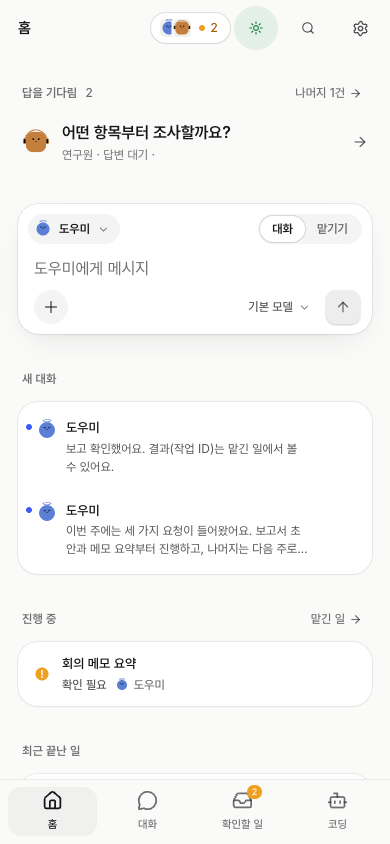 홈
2
답을 기다림 2
나머지 1건 →
어떤 항목부터 조사할까요?
연구원 · 답변 대기 ·
도우미
대화
맡기기
도우미에게 메시지
기본 모델
새 대화
도우미
보고 확인했어요. 결과(작업 ID)는 맡긴 일에서 볼
수 있어요.
도우미
이번 주에는 세 가지 요청이 들어왔어요. 보고서 초
안과 메모 요약부터 진행하고, 나머지는 다음 주로...
진행 중
맡긴 일 →
회의 메모 요약
확인 필요 도우미
최근 끝난 일
2
홈
대화
확인할 일
코딩